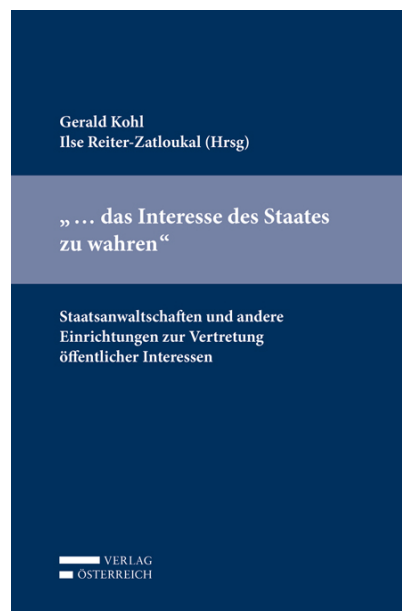 Gerald Kohl
Ilse Reiter-Zatloukal (Hrsg)
„ … das Interesse des Staates
zu wahren“
Staatsanwaltschaften und andere
Einrichtungen zur Vertretung
öffentlicher Interessen
VERLAG
ÖSTERREICH